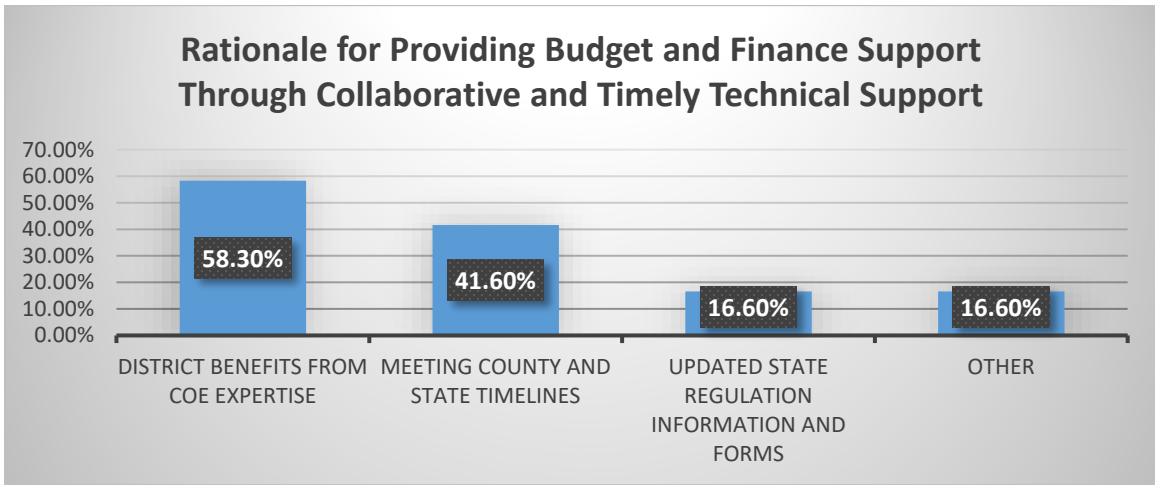 Rationale for Providing Budget and Finance Support
Through Collaborative and Timely Technical Support
70.00%
60.00%
50.00%
40.00%
30.00%
20.00%
10.00%
0.00%
58.30%
41.60%
16.60%
16.60%
DISTRICT BENEFITS FROM
COE EXPERTISE
MEETING COUNTY AND
STATE TIMELINES
UPDATED STATE
REGULATION
INFORMATION AND
FORMS
OTHER